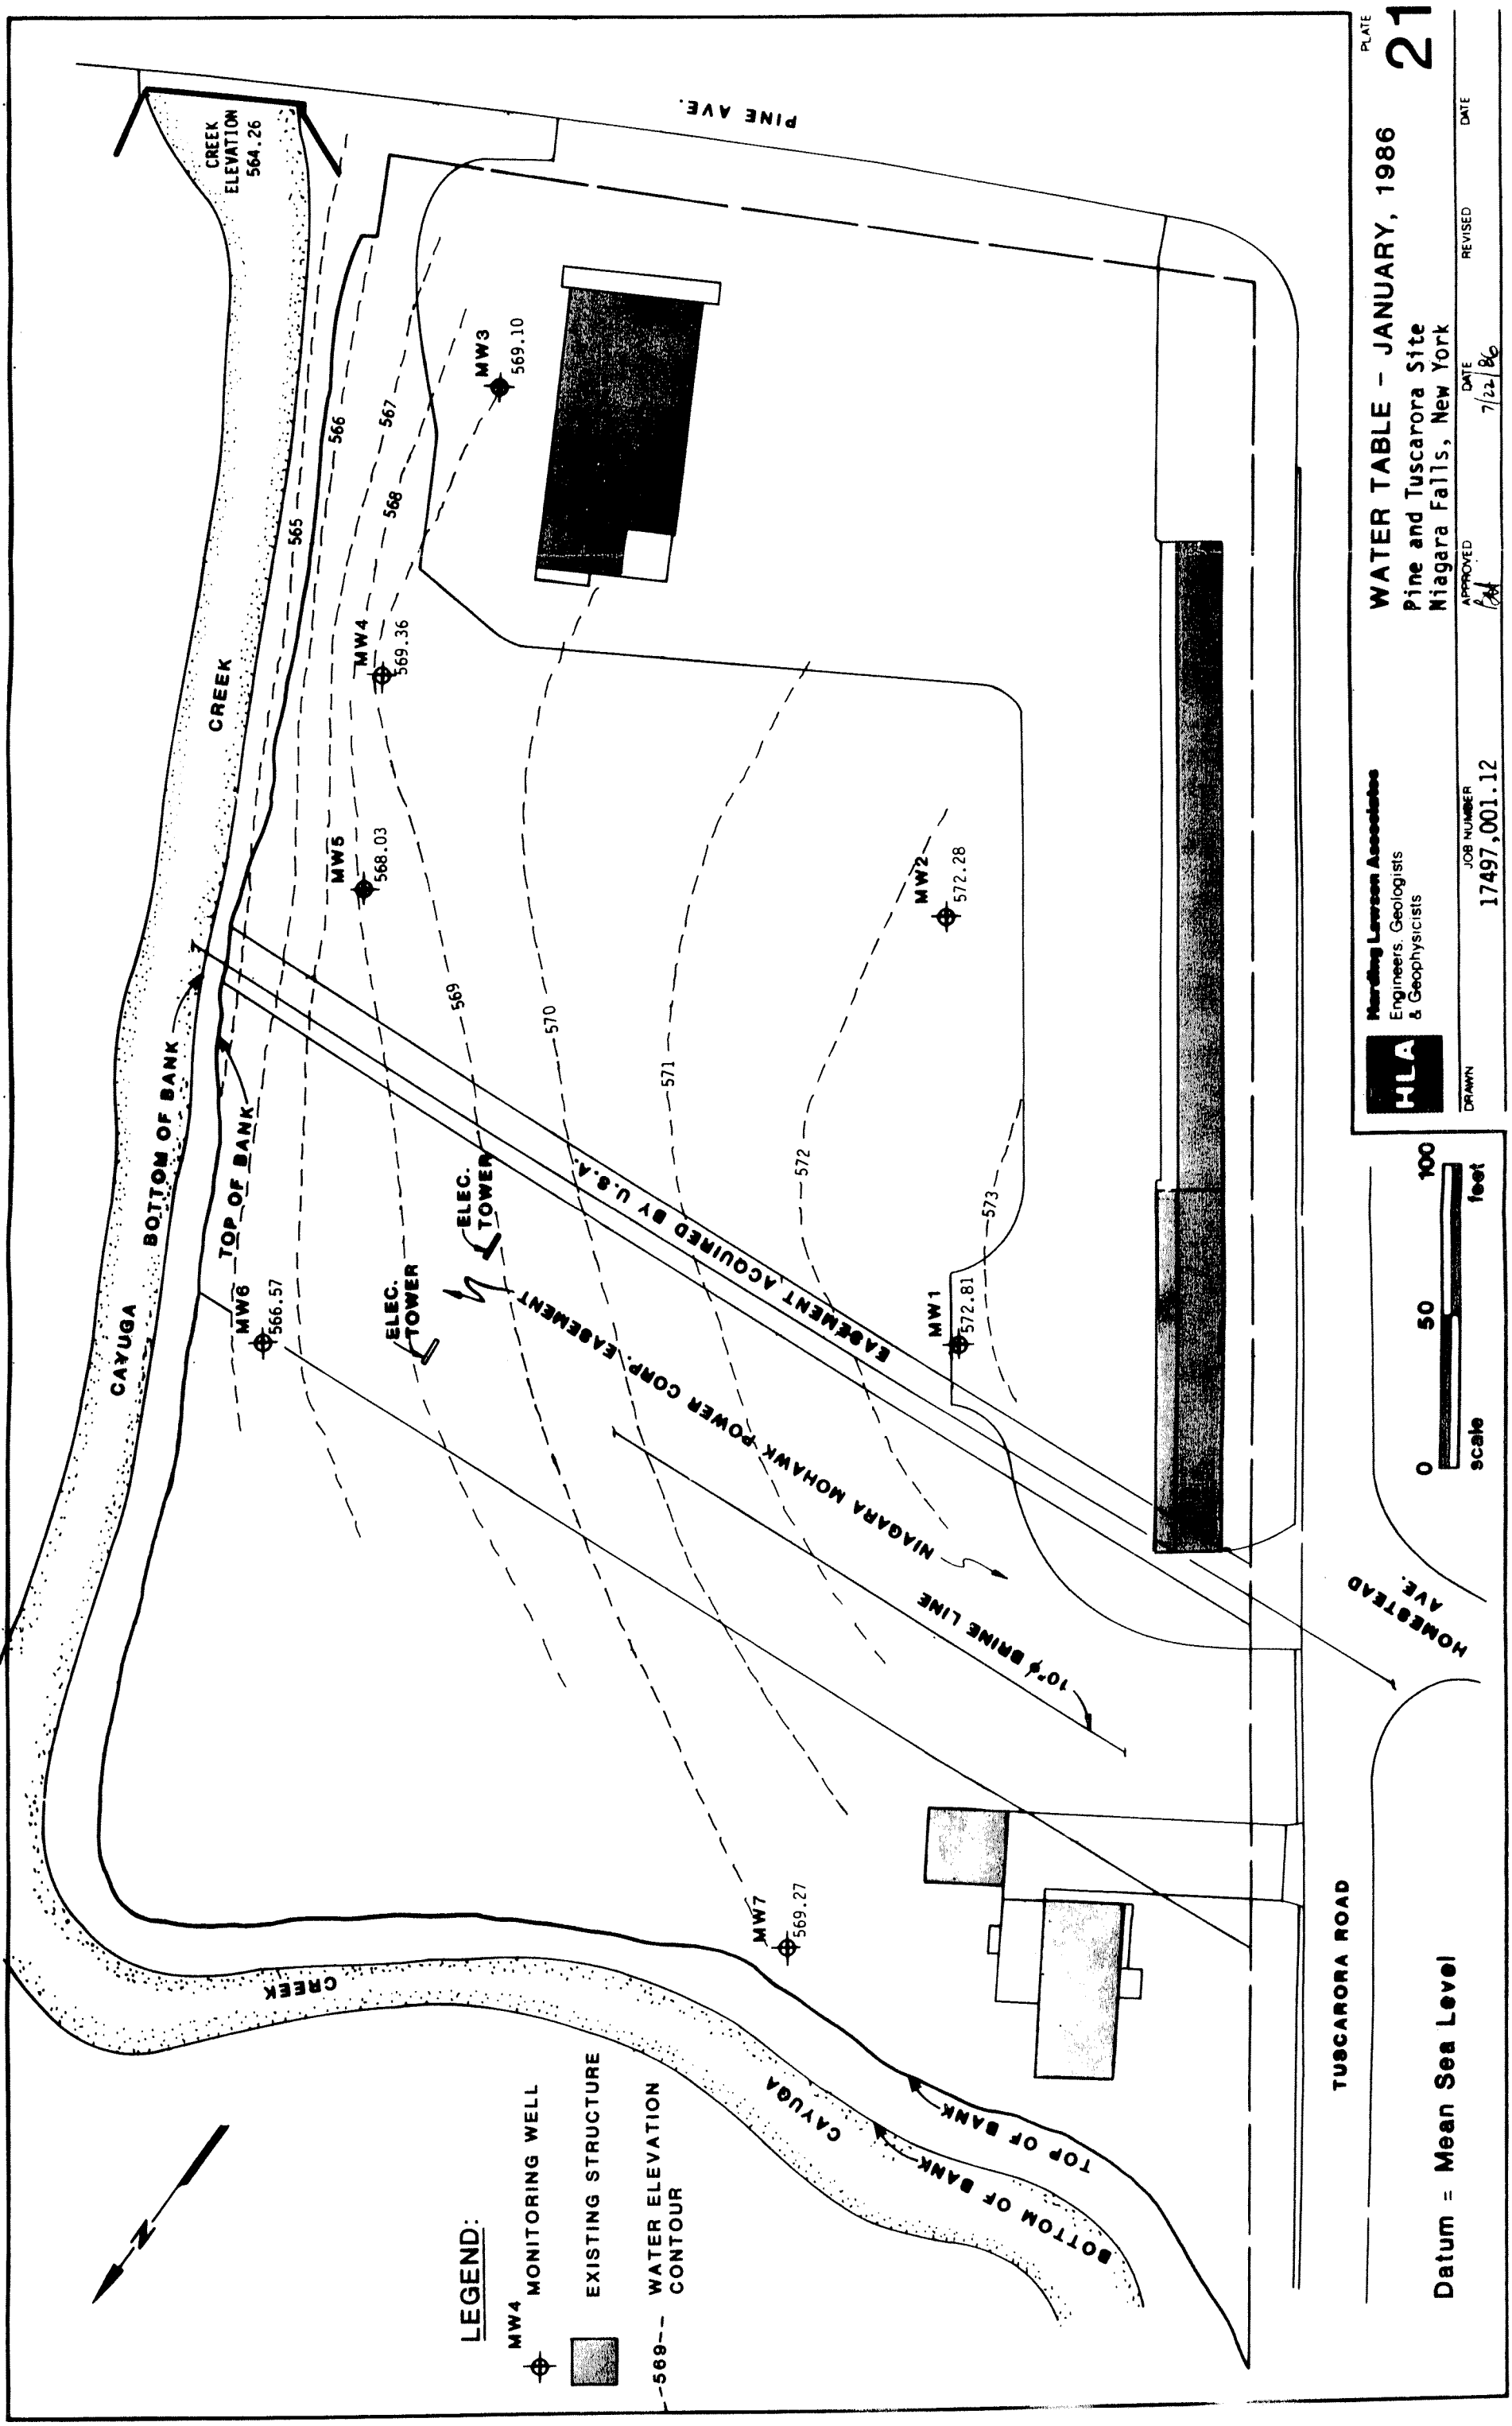 PINE AVE.
CREEK
ELEVATION
564.26
CAYUGA
CREEK
BOTTOM OF BANK
TOP OF BANK
565
566
567
568
569
570
571
572
573
MW3
569.10
MW4
569.36
MW5
568.03
MW2
572.28
MW6
566.57
MW1
572.81
MW7
569.27
ELEC.
TOWER
ELEC.
TOWER
EASEMENT ACQUIRED BY U.S.A.
NIAGARA MOHAWK POWER CORP. EASEMENT
10"ø BRINE LINE
CREEK
CAYUGA
TOP OF BANK
BOTTOM OF BANK
HOMESTEAD
AVE.
TUSCARORA ROAD
N
LEGEND:
MW4
MONITORING WELL
EXISTING STRUCTURE
--569-- WATER ELEVATION
CONTOUR
Datum = Mean Sea Level
0 50 100
scale feet
HLA
Harding Lawson Associates
Engineers, Geologists
& Geophysicists
WATER TABLE - JANUARY, 1986
Pine and Tuscarora Site
Niagara Falls, New York
PLATE
21
DRAWN
JOB NUMBER
17497,001.12
APPROVED
DATE
7/22/86
REVISED
DATE